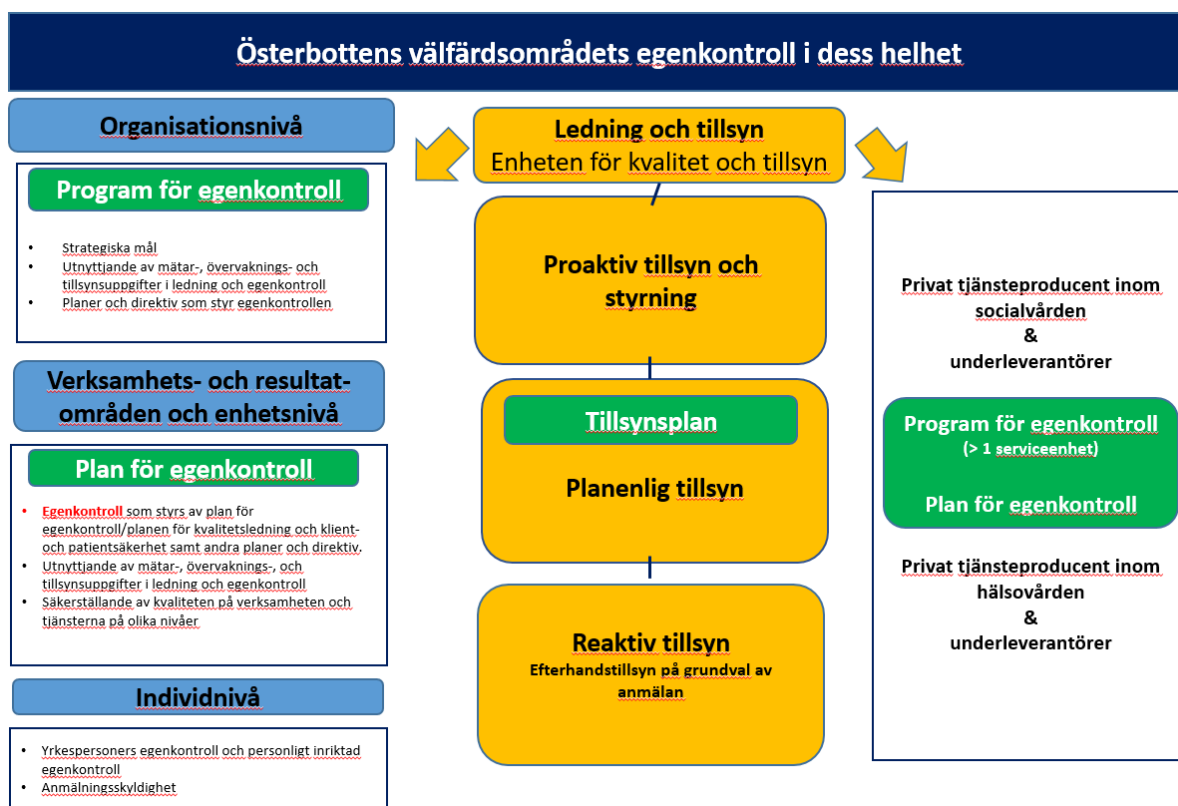 Österbottens välfärdsområdets egenkontroll i dess helhet
Organisationsnivå
Program för egenkontroll
• Strategiska mål
• Utnyttjande av mätar-, övervaknings- och
tillsynsuppgifter i ledning och egenkontroll
• Planer och direktiv som styr egenkontrollen
Verksamhets- och resultat-
områden och enhetsnivå
Plan för egenkontroll
• Egenkontroll som styrs av plan för
egenkontroll/planen för kvalitetsledning och klient-
och patientsäkerhet samt andra planer och direktiv.
• Utnyttjande av mätar-, övervaknings-, och
tillsynsuppgifter i ledning och egenkontroll
• Säkerställande av kvaliteten på verksamheten och
tjänsterna på olika nivåer
Individnivå
• Yrkespersoners egenkontroll och personligt inriktad
egenkontroll
• Anmälningsskyldighet
Ledning och tillsyn
Enheten för kvalitet och tillsyn
Proaktiv tillsyn och
styrning
Tillsynsplan
Planenlig tillsyn
Reaktiv tillsyn
Efterhandstillsyn på grundval av
anmälan
Privat tjänsteproducent inom
socialvården
&
underleverantörer
Program för egenkontroll
(> 1 serviceenhet)
Plan för egenkontroll
Privat tjänsteproducent inom
hälsovården
&
underleverantörer